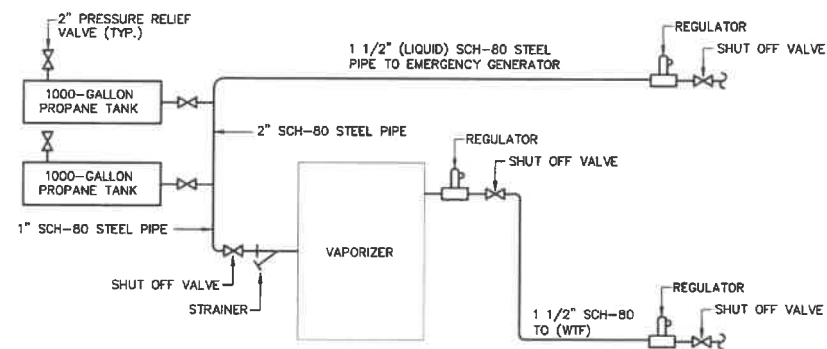 2" PRESSURE RELIEF
VALVE (TYP.)
1000-GALLON
PROPANE TANK
1000-GALLON
PROPANE TANK
1" SCH-80 STEEL PIPE
2" SCH-80 STEEL PIPE
1 1/2" (LIQUID) SCH-80 STEEL
PIPE TO EMERGENCY GENERATOR
REGULATOR
SHUT OFF VALVE
REGULATOR
SHUT OFF VALVE
VAPORIZER
SHUT OFF VALVE
STRAINER
1 1/2" SCH-80
TO (WTF)
REGULATOR
SHUT OFF VALVE